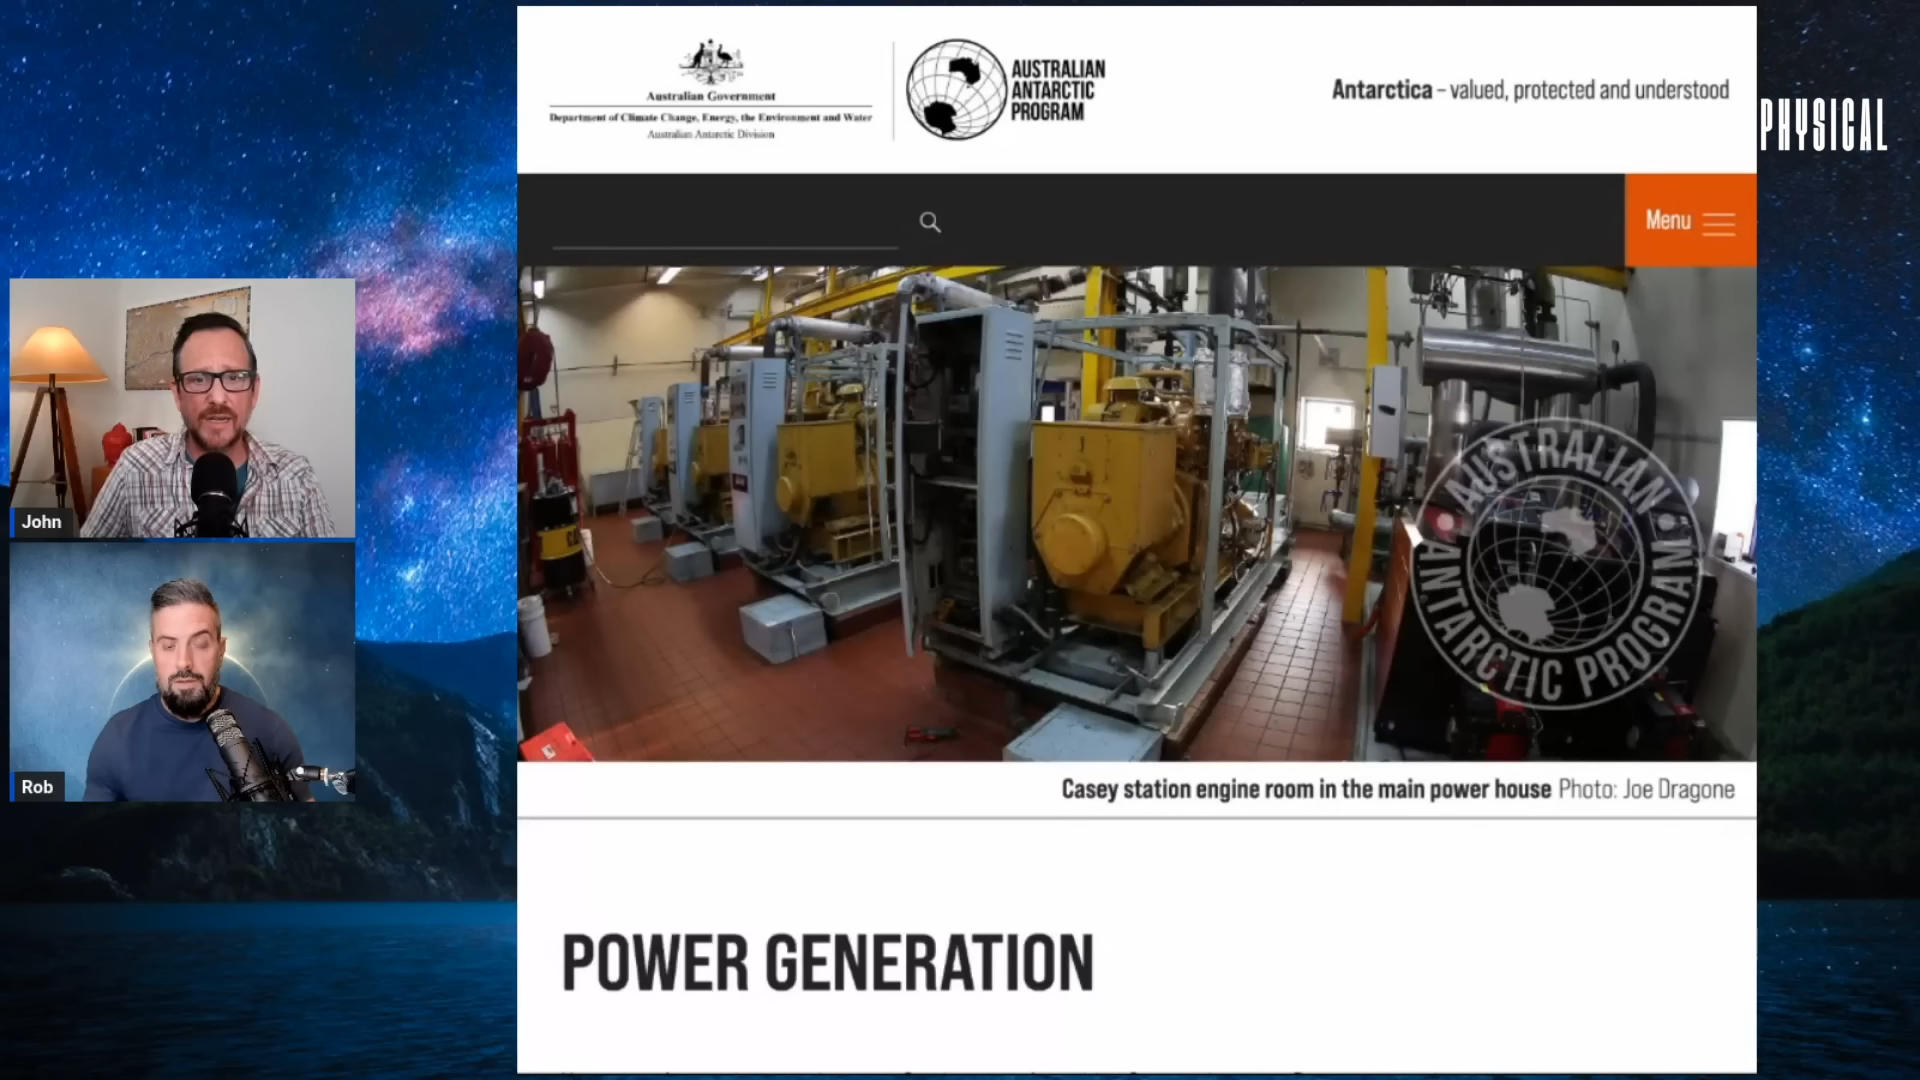 Australian Government
Department of Climate Change, Energy, the Environment and Water
Australian Antarctic Division
AUSTRALIAN
ANTARCTIC
PROGRAM
Antarctica – valued, protected and understood
PHYSICAL
Menu
John
Rob
AUSTRALIAN
ANTARCTIC PROGRAM
Casey station engine room in the main power house Photo: Joe Dragone
POWER GENERATION